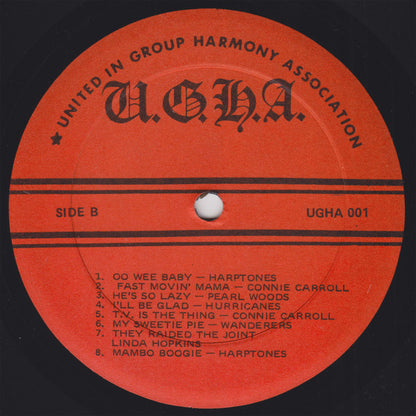 ★ UNITED IN GROUP HARMONY ASSOCIATION
U.G.H.A.
SIDE B
UGHA 001
1. OO WEE BABY — HARPTONES
2. FAST MOVIN' MAMA — CONNIE CARROLL
3. HE'S SO LAZY — PEARL WOODS
4. I'LL BE GLAD — HURRICANES
5. T.V. IS THE THING — CONNIE CARROLL
6. MY SWEETIE PIE — WANDERERS
7. THEY RAIDED THE JOINT
LINDA HOPKINS
8. MAMBO BOOGIE — HARPTONES